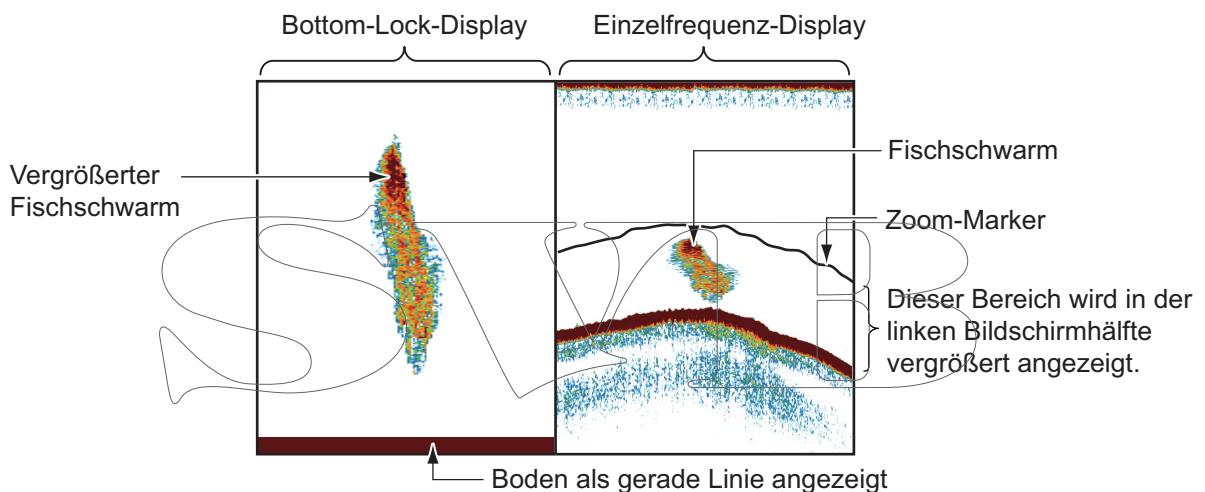 Bottom-Lock-Display
Einzelfrequenz-Display
Vergrößerter
Fischschwarm
Fischschwarm
Zoom-Marker
Dieser Bereich wird in der
linken Bildschirmhälfte
vergrößert angezeigt.
Boden als gerade Linie angezeigt